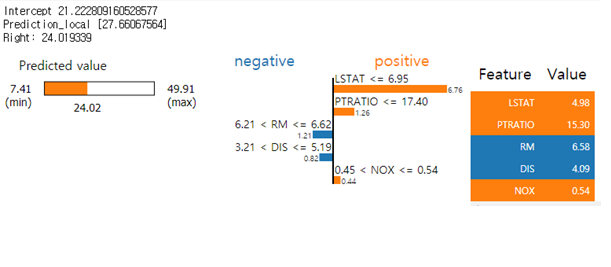 Intercept 21.222809160528577
Prediction_local [27.66067564]
Right: 24.019339
Predicted value
7.41
(min)
49.91
(max)
24.02
negative
positive
LSTAT <= 6.95
6.76
PTRATIO <= 17.40
1.26
6.21 < RM <= 6.62
1.21
3.21 < DIS <= 5.19
0.82
0.45 < NOX <= 0.54
0.44
Feature Value
LSTAT 4.98
PTRATIO 15.30
RM 6.58
DIS 4.09
NOX 0.54